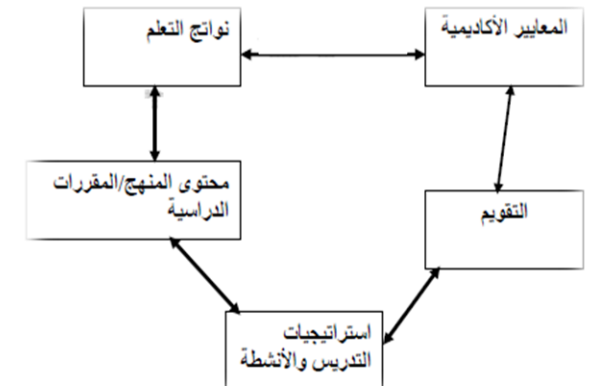 المعايير الأكاديمية
نواتج التعلم
محتوى المنهج/المقررات
الدراسية
التقويم
استراتيجيات
التدريس والأنشطة